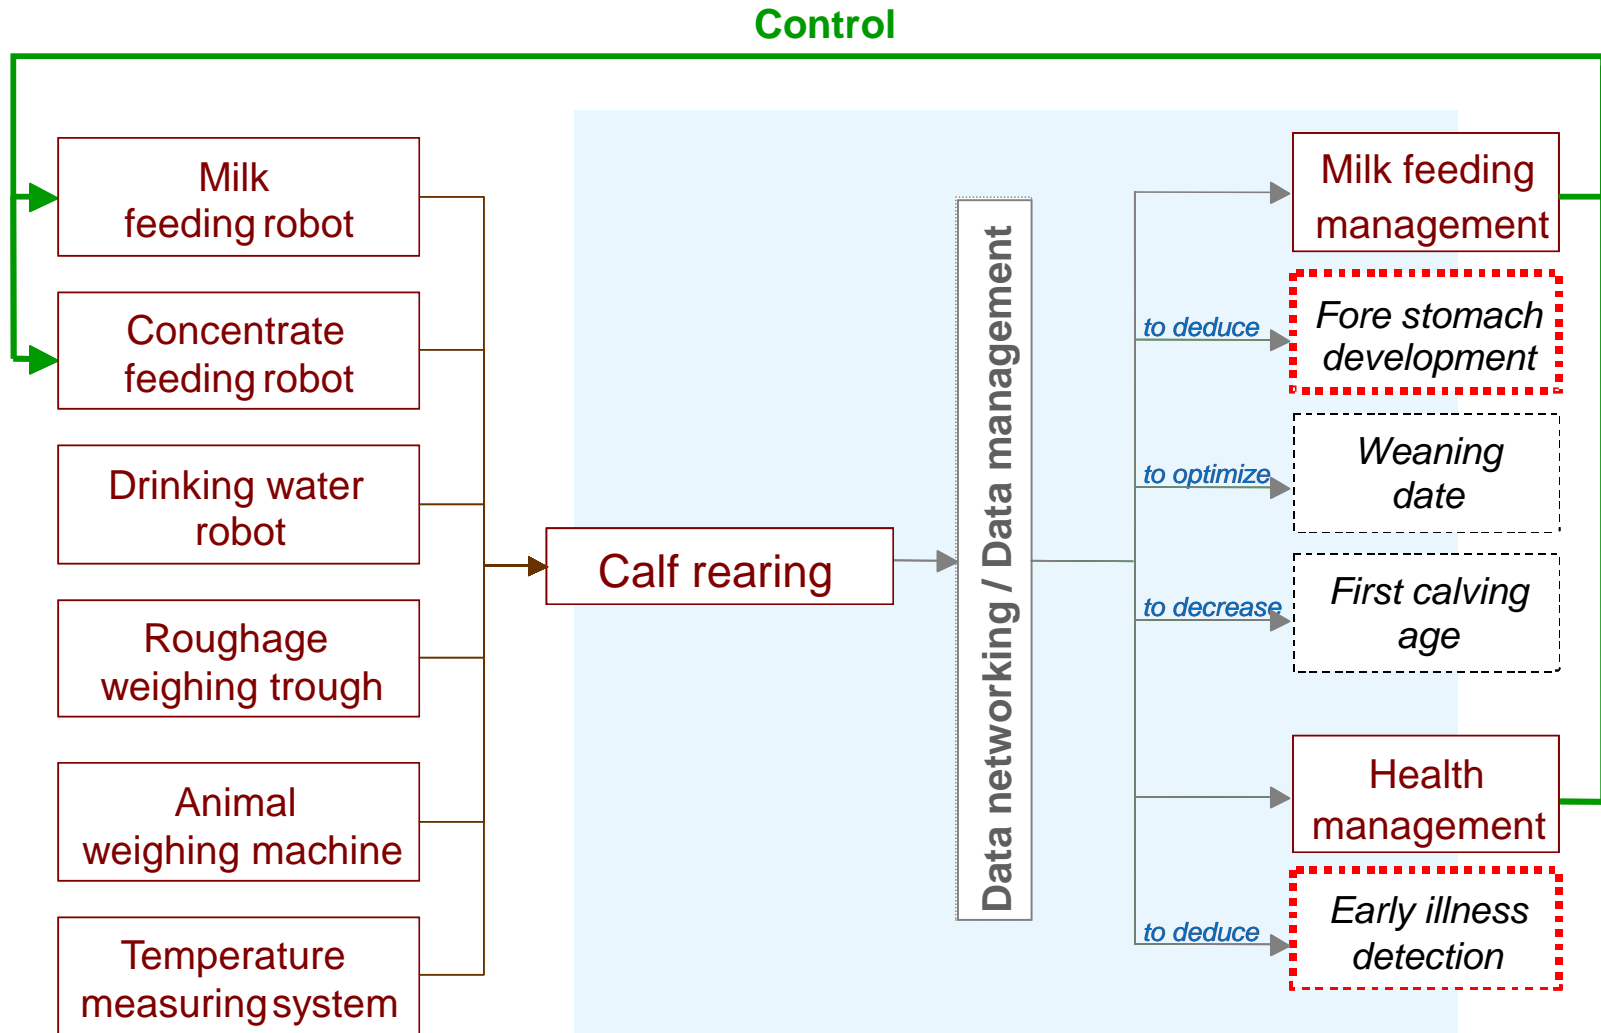 Control
Milk
feeding robot
Concentrate
feeding robot
Drinking water
robot
Roughage
weighing trough
Animal
weighing machine
Temperature
measuring system
Calf rearing
Data networking / Data management
Milk feeding
management
to deduce
Fore stomach
development
to optimize
Weaning
date
to decrease
First calving
age
Health
management
to deduce
Early illness
detection